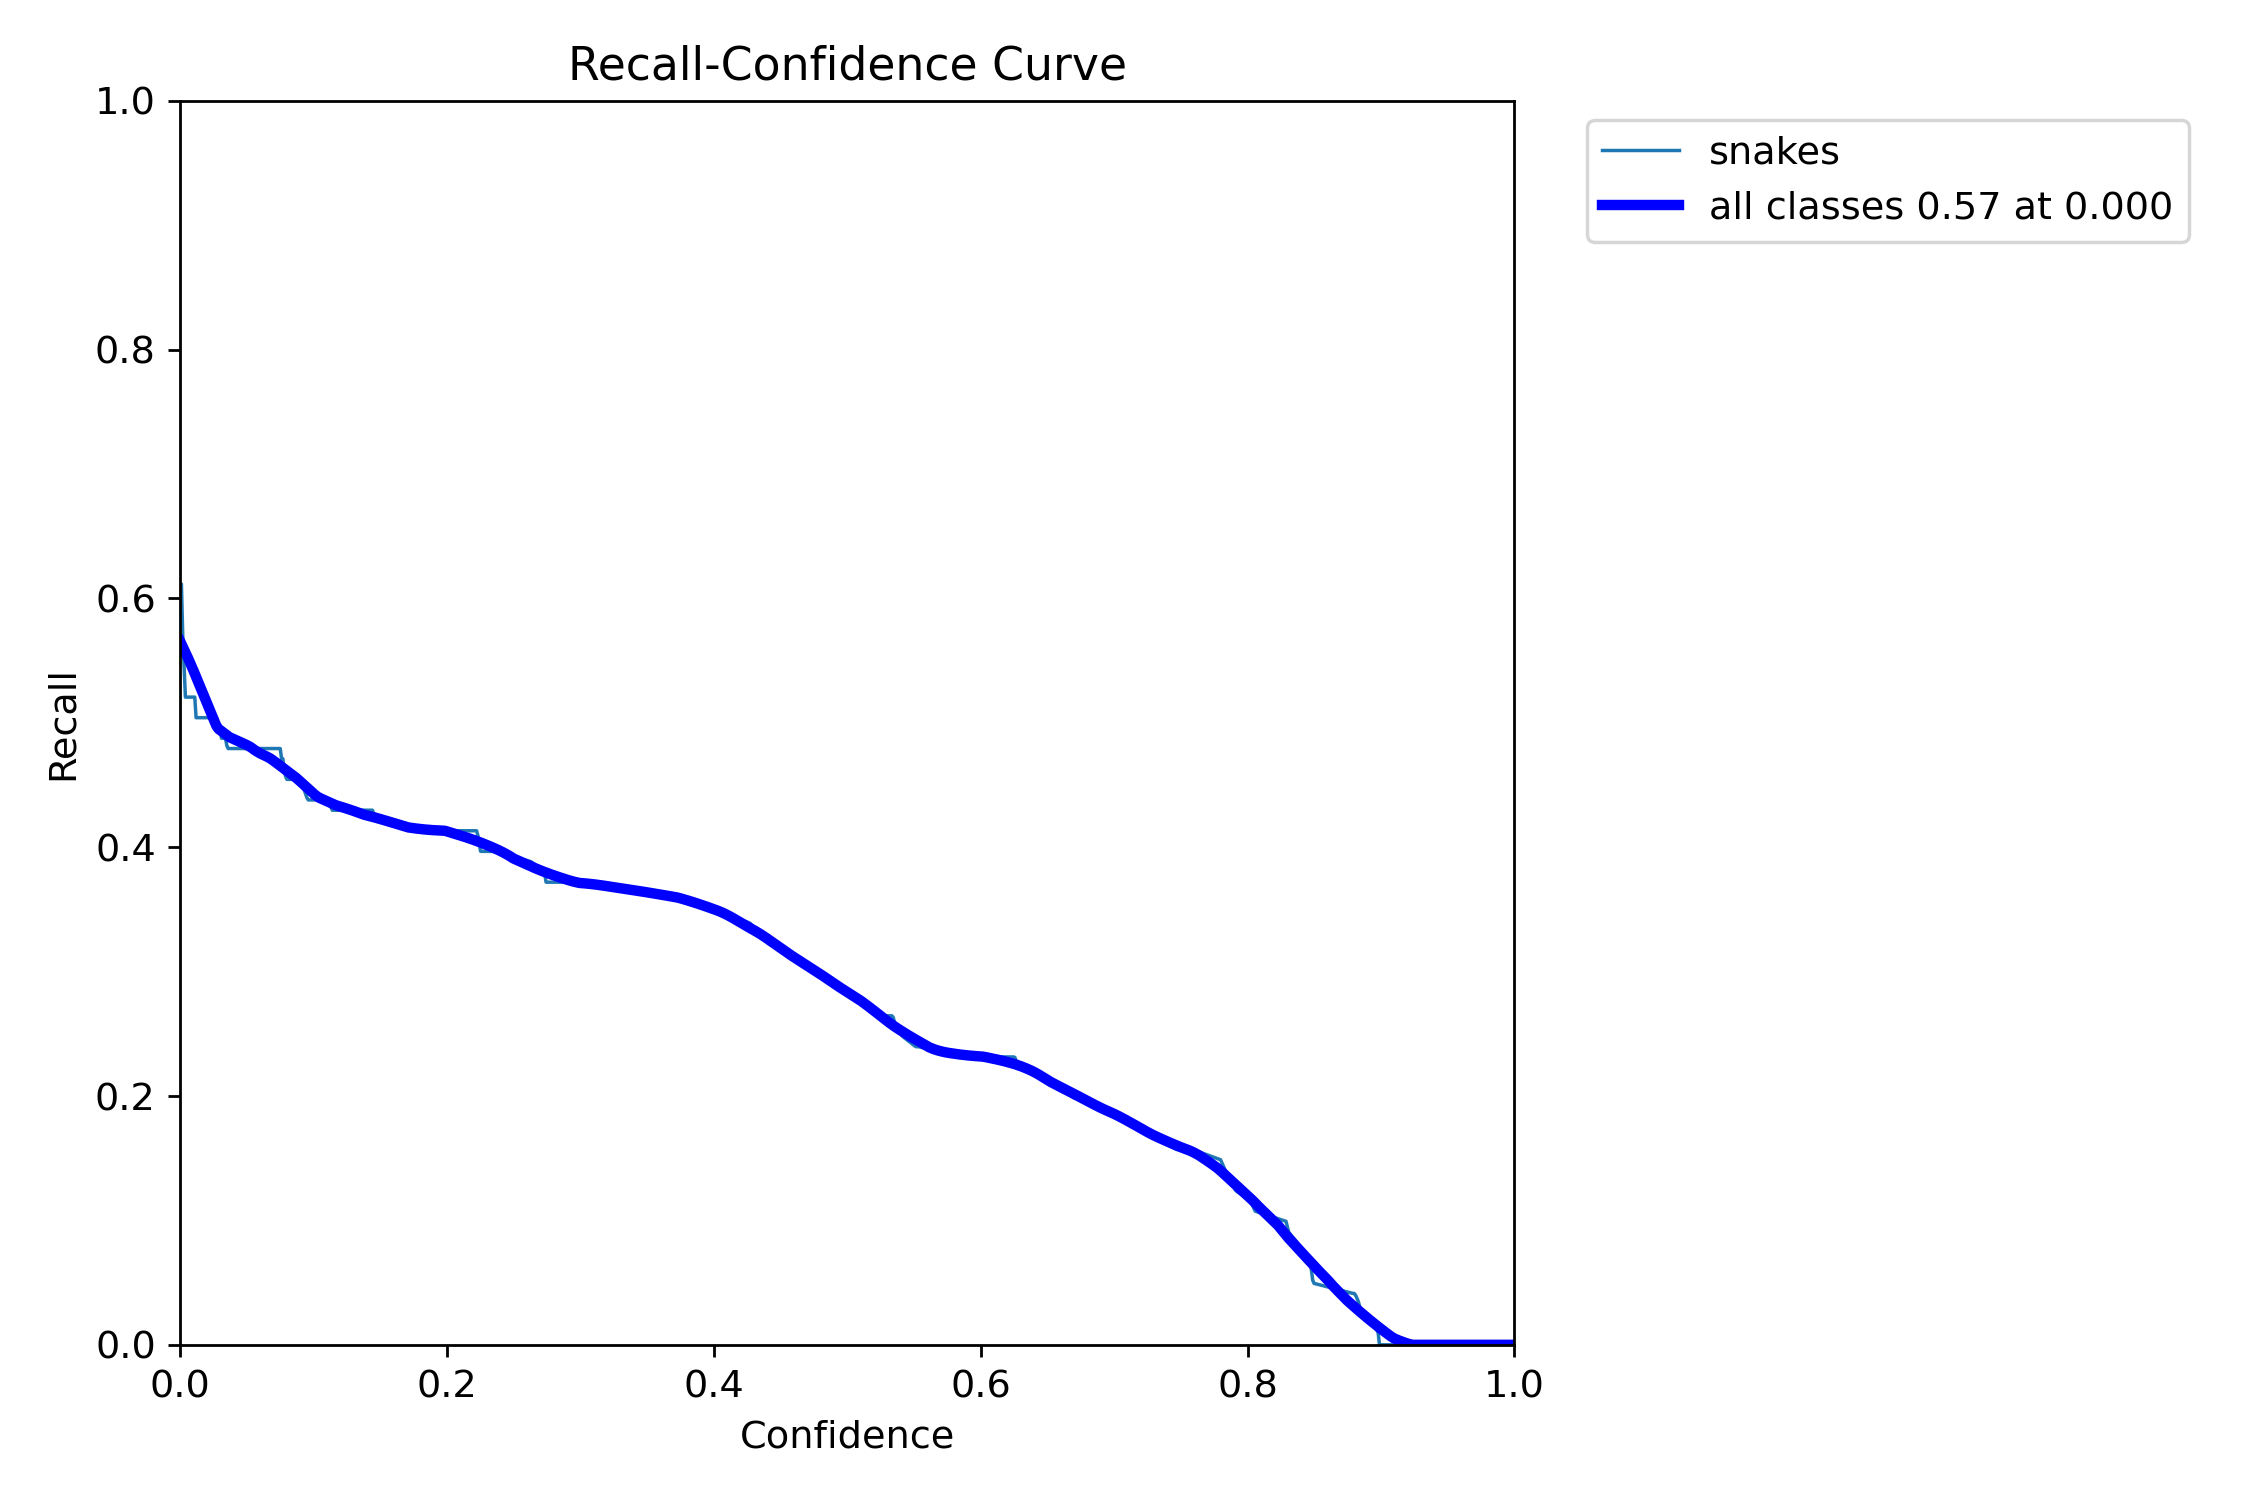 Recall-Confidence Curve
1.0
0.8
0.6
0.4
0.2
0.0
Recall
0.0 0.2 0.4 0.6 0.8 1.0
Confidence
snakes
all classes 0.57 at 0.000